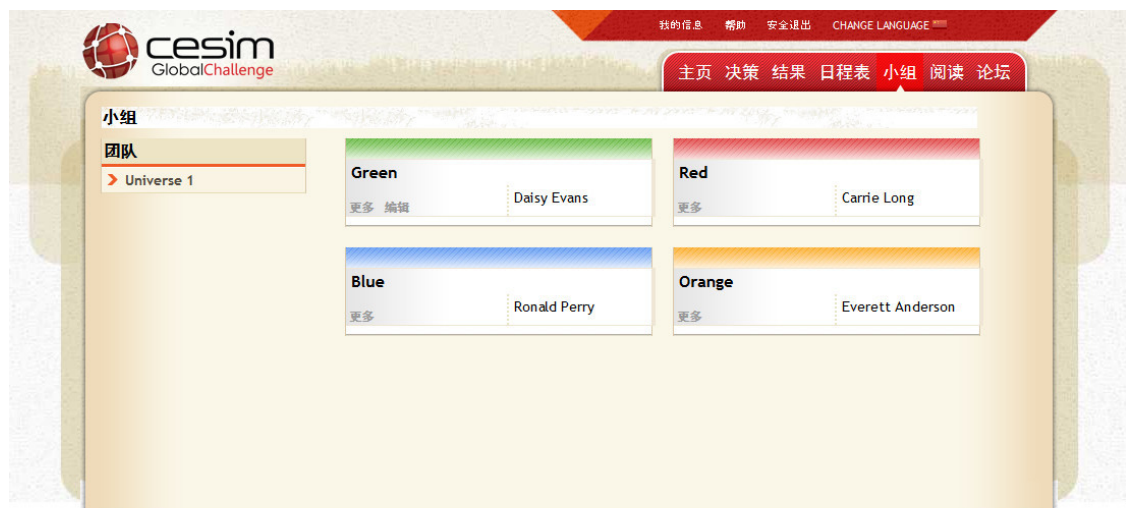 我的信息 帮助 安全退出 CHANGE LANGUAGE
cesim
GlobalChallenge
主页 决策 结果 日程表 小组 阅读 论坛
小组
团队
Universe 1
Green
Daisy Evans
更多 编辑
Red
Carrie Long
更多
Blue
Ronald Perry
更多
Orange
Everett Anderson
更多